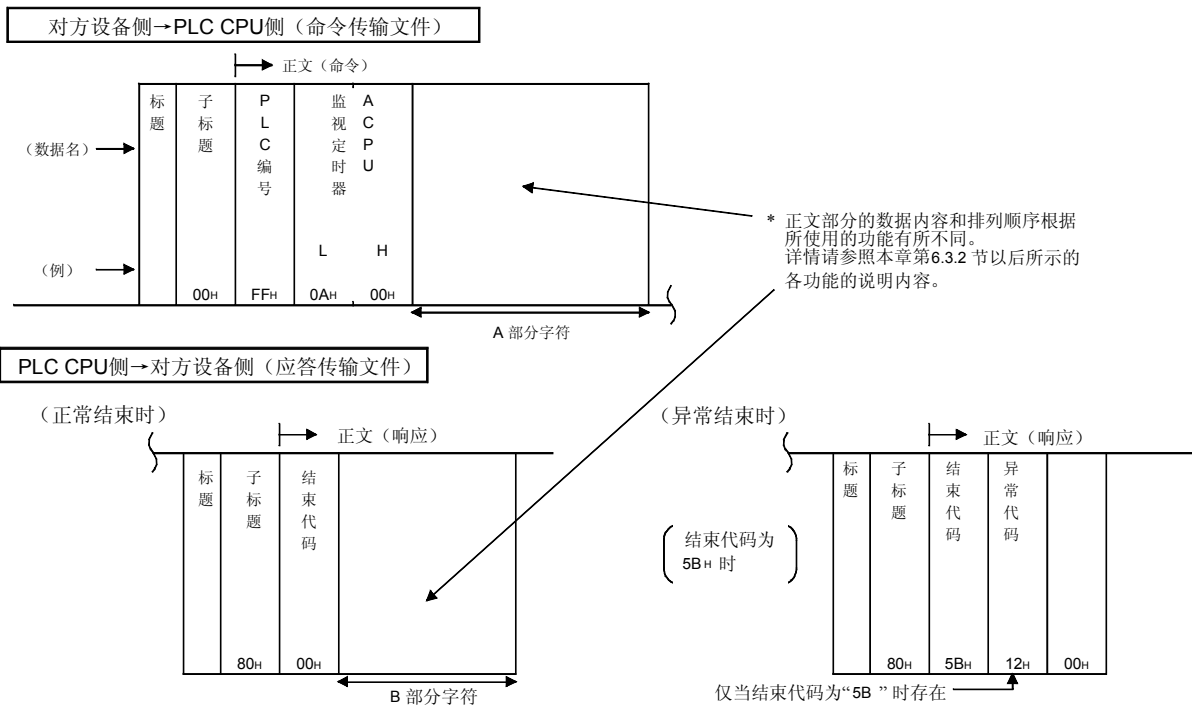 对方设备侧→PLC CPU侧（命令传输文件）
正文（命令）
（数据名）
标题
子标题
PLC编号
监视定时器
ACPU
L H
（例）
00H FFH 0AH 00H
A 部分字符
* 正文部分的数据内容和排列顺序根据
所使用的功能有所不同。
详情请参照本章第6.3.2 节以后所示的
各功能的说明内容。
PLC CPU侧→对方设备侧（应答传输文件）
（正常结束时）
正文（响应）
标题
子标题
结束代码
80H 00H
B 部分字符
（异常结束时）
正文（响应）
结束代码为
5BH 时
标题
子标题
结束代码
异常代码
80H 5BH 12H 00H
仅当结束代码为“5B ”时存在